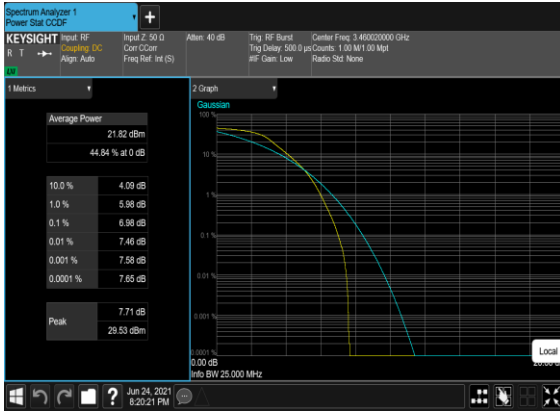 Spectrum Analyzer 1
Power Stat CCDF
+
KEYSIGHT
R T
LXI
Input: RF
Coupling: DC
Align: Auto
Input Z: 50 Ω
Corr CCorr
Freq Ref: Int (S)
Atten: 40 dB
Trig: RF Burst
Trig Delay: 500.0 µs
#IF Gain: Low
Center Freq: 3.460020000 GHz
Counts: 1.00 M/1.00 Mpt
Radio Std: None
1 Metrics
Average Power
21.82 dBm
44.84 % at 0 dB
10.0 % 4.09 dB
1.0 % 5.98 dB
0.1 % 6.98 dB
0.01 % 7.46 dB
0.001 % 7.58 dB
0.0001 % 7.65 dB
Peak
7.71 dB
29.53 dBm
2 Graph
Gaussian
100 %
10 %
1 %
0.1 %
0.01 %
0.001 %
0.0001 %
0.00 dB
Info BW 25.000 MHz
Local
?
Jun 24, 2021
8:20:21 PM